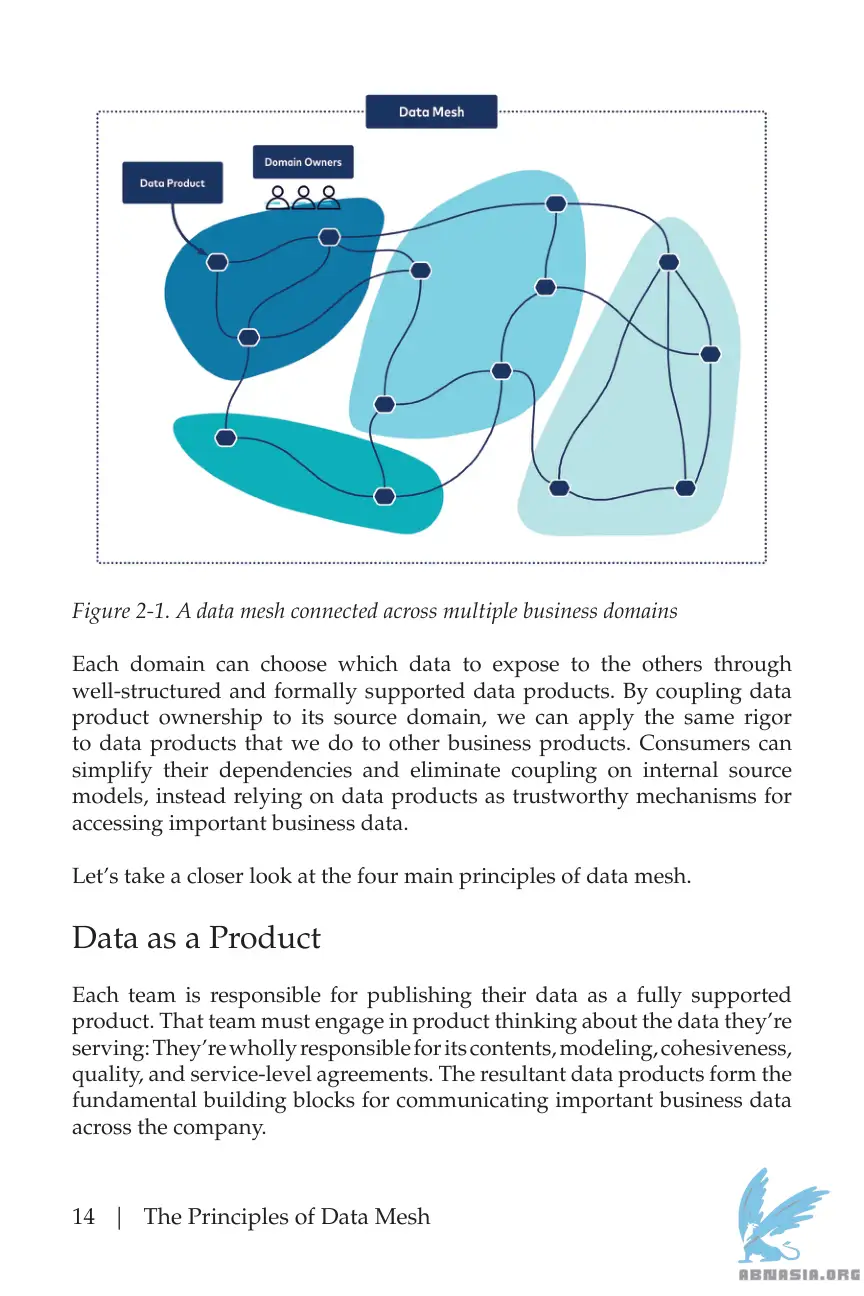 Data Mesh
Domain Owners
Data Product
Figure 2-1. A data mesh connected across multiple business domains
Each domain can choose which data to expose to the others through
well-structured and formally supported data products. By coupling data
product ownership to its source domain, we can apply the same rigor
to data products that we do to other business products. Consumers can
simplify their dependencies and eliminate coupling on internal source
models, instead relying on data products as trustworthy mechanisms for
accessing important business data.
Let’s take a closer look at the four main principles of data mesh.
Data as a Product
Each team is responsible for publishing their data as a fully supported
product. That team must engage in product thinking about the data they’re
serving: They’re wholly responsible for its contents, modeling, cohesiveness,
quality, and service-level agreements. The resultant data products form the
fundamental building blocks for communicating important business data
across the company.
14 | The Principles of Data Mesh
ABNASIA.ORG